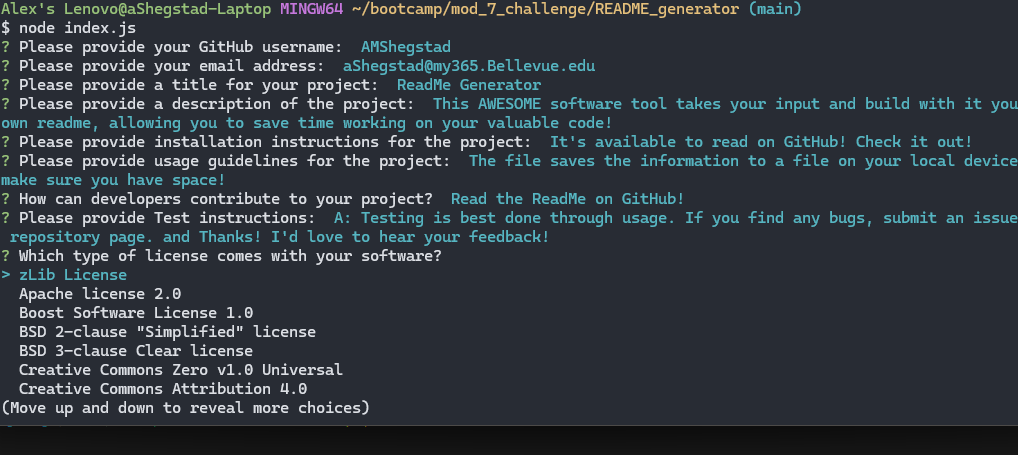 Alex's Lenovo@aShegstad-Laptop MINGW64 ~/bootcamp/mod_7_challenge/README_generator (main)
$ node index.js
? Please provide your GitHub username:  AMShegstad
? Please provide your email address:  aShegstad@my365.Bellevue.edu
? Please provide a title for your project:  ReadMe Generator
? Please provide a description of the project:  This AWESOME software tool takes your input and build with it you
own readme, allowing you to save time working on your valuable code!
? Please provide installation instructions for the project:  It's available to read on GitHub! Check it out!
? Please provide usage guidelines for the project:  The file saves the information to a file on your local device
make sure you have space!
? How can developers contribute to your project?  Read the ReadMe on GitHub!
? Please provide Test instructions:  A: Testing is best done through usage. If you find any bugs, submit an issue
 repository page. and Thanks! I'd love to hear your feedback!
? Which type of license comes with your software?
> zLib License
  Apache license 2.0
  Boost Software License 1.0
  BSD 2-clause "Simplified" license
  BSD 3-clause Clear license
  Creative Commons Zero v1.0 Universal
  Creative Commons Attribution 4.0
(Move up and down to reveal more choices)